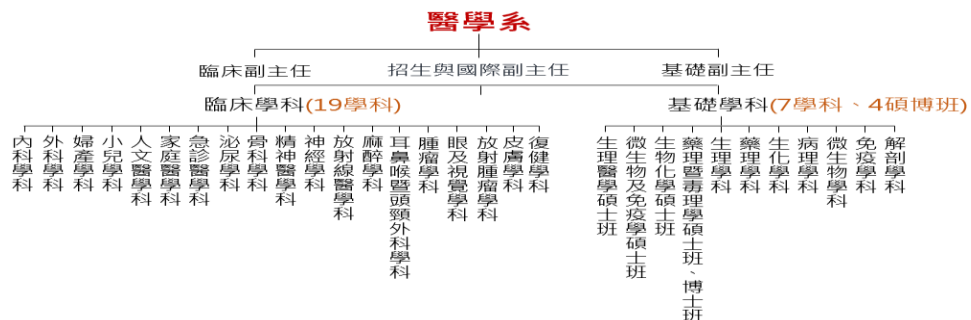 醫學系
臨床副主任
招生與國際副主任
基礎副主任
臨床學科(19學科)
基礎學科(7學科、4碩博班)
內科學科
外科學科
婦產學科
小兒學科
人文醫學科
家庭醫學科
急診醫學科
泌尿學科
骨科學科
精神醫學科
神經學科
放射線醫學科
麻醉學科
耳鼻喉暨頭頸外科學科
腫瘤學科
眼及視覺學科
放射腫瘤學科
皮膚學科
復健學科
生理醫學碩士班
微生物及免疫學碩士班
生物化學碩士班
藥理暨毒理學碩士班、博士班
生理學科
藥理學科
生化學科
病理學科
微生物學科
免疫學科
解剖學科